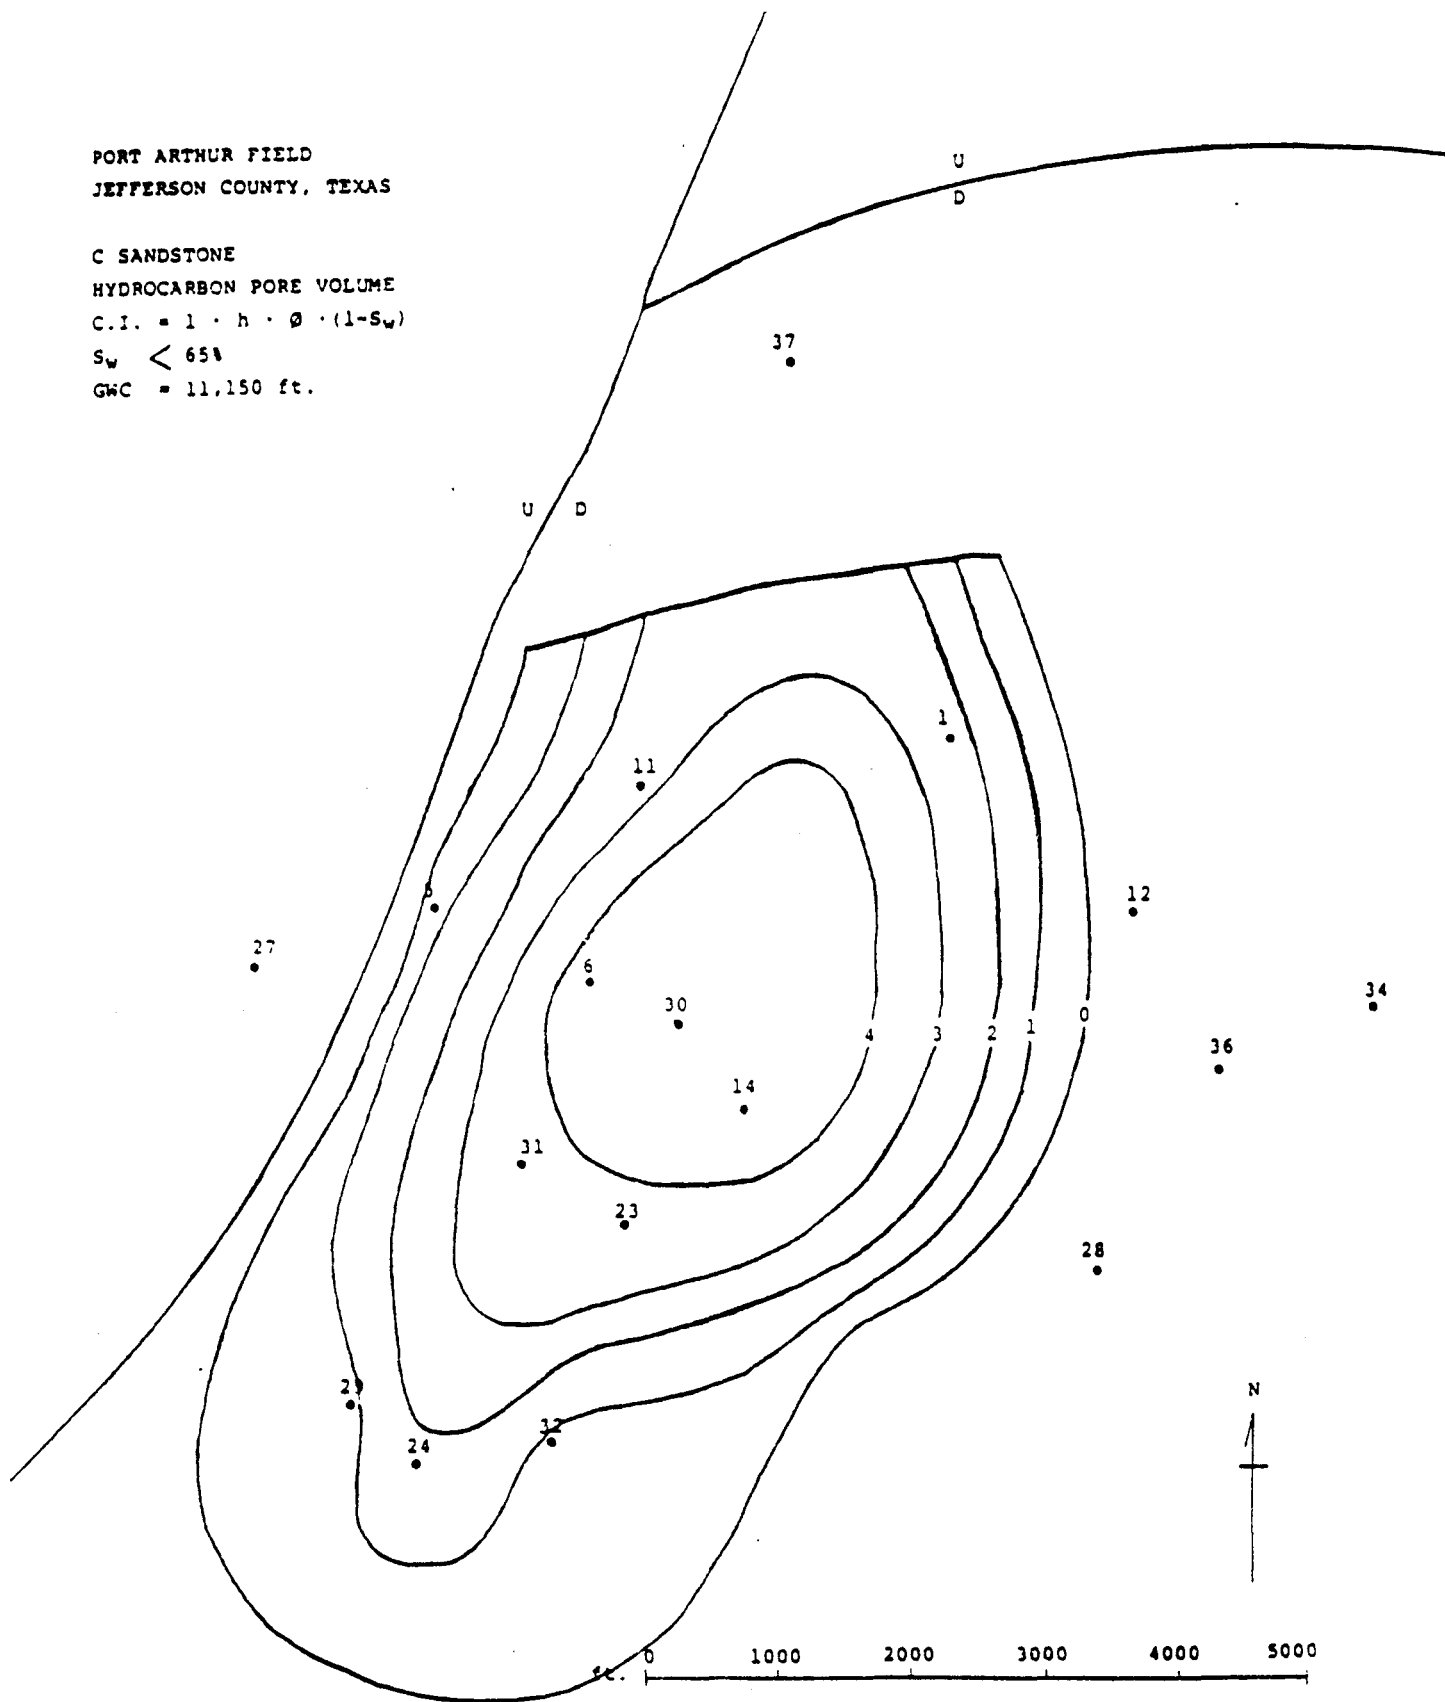 PORT ARTHUR FIELD
JEFFERSON COUNTY, TEXAS
C SANDSTONE
HYDROCARBON PORE VOLUME
C.I. = 1 · h · Ø · (1-Sw)
Sw < 65%
GWC = 11,150 ft.
U
D
37
U D
1
11
5
12
27
6
30
34
4 3 2 1 0
36
14
31
23
28
N
24
32
ft. 0 1000 2000 3000 4000 5000